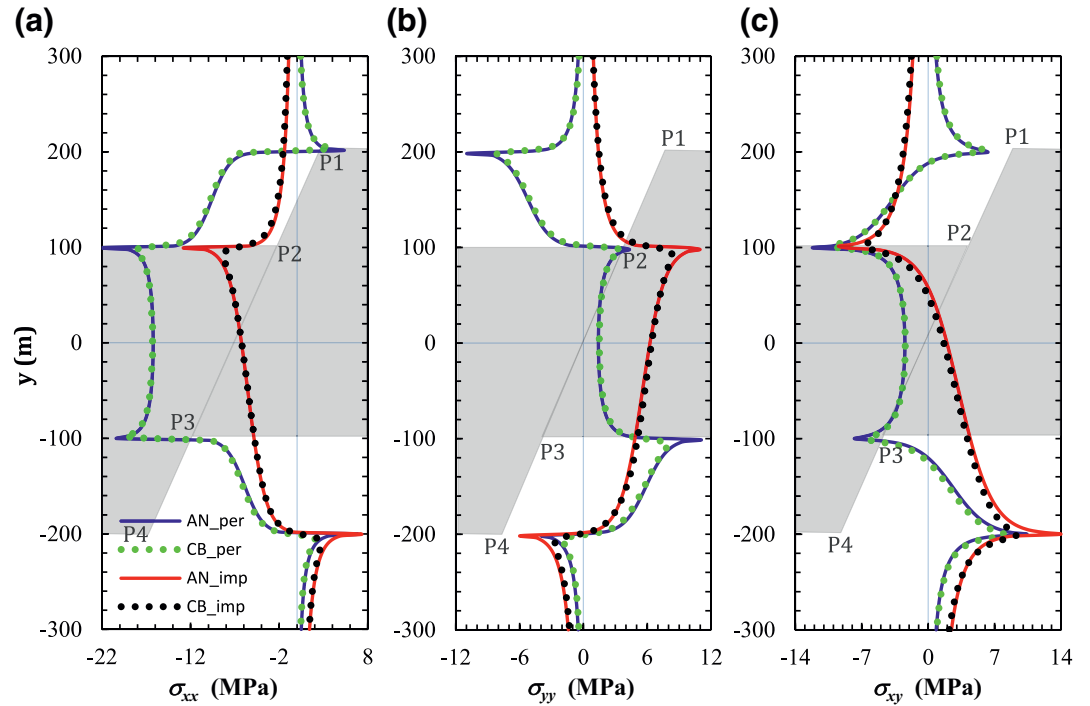 (a)
(b)
(c)
300
200
100
0
-100
-200
-300
y (m)
P1
P2
P3
P4
AN_per
CB_per
AN_imp
CB_imp
-22
-12
-2
8
σxx (MPa)
300
200
100
0
-100
-200
-300
P1
P2
P3
P4
-12
-6
0
6
12
σyy (MPa)
300
200
100
0
-100
-200
-300
P1
P2
P3
P4
-14
-7
0
7
14
σxy (MPa)